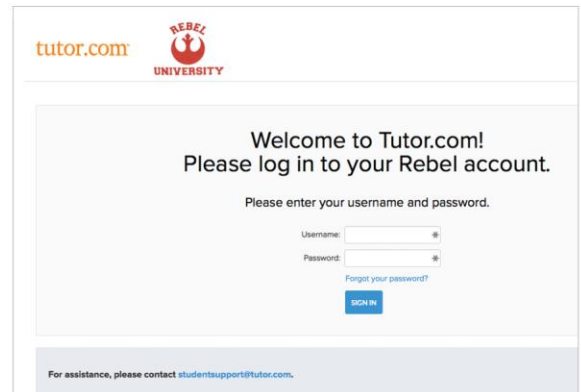 tutor.com
REBEL
UNIVERSITY
Welcome to Tutor.com!
Please log in to your Rebel account.
Please enter your username and password.
Username:
Password:
Forgot your password?
SIGN IN
For assistance, please contact studentsupport@tutor.com.